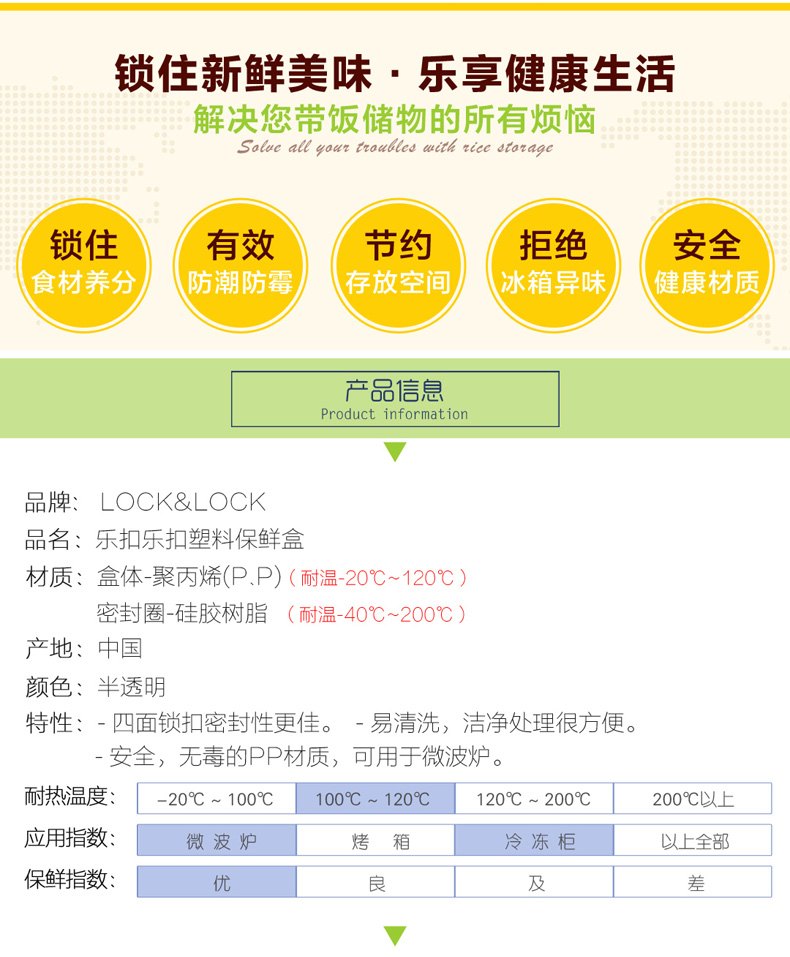 锁住新鲜美味·乐享健康生活
解决您带饭储物的所有烦恼
Solve all your troubles with rice storage
锁住 有效 节约 拒绝 安全
食材养分 防潮防霉 存放空间 冰箱异味 健康材质
产品信息
Product information
品牌： LOCK&LOCK
品名：乐扣乐扣塑料保鲜盒
材质：盒体-聚丙烯(P.P)（耐温-20℃~120℃）
密封圈-硅胶树脂 （耐温-40℃~200℃）
产地：中国
颜色：半透明
特性：- 四面锁扣密封性更佳。 - 易清洗，洁净处理很方便。
- 安全，无毒的PP材质，可用于微波炉。
耐热温度： –20℃ ~ 100℃ 100℃ ~ 120℃ 120℃ ~ 200℃ 200℃以上
应用指数： 微波炉 烤箱 冷冻柜 以上全部
保鲜指数： 优 良 及 差